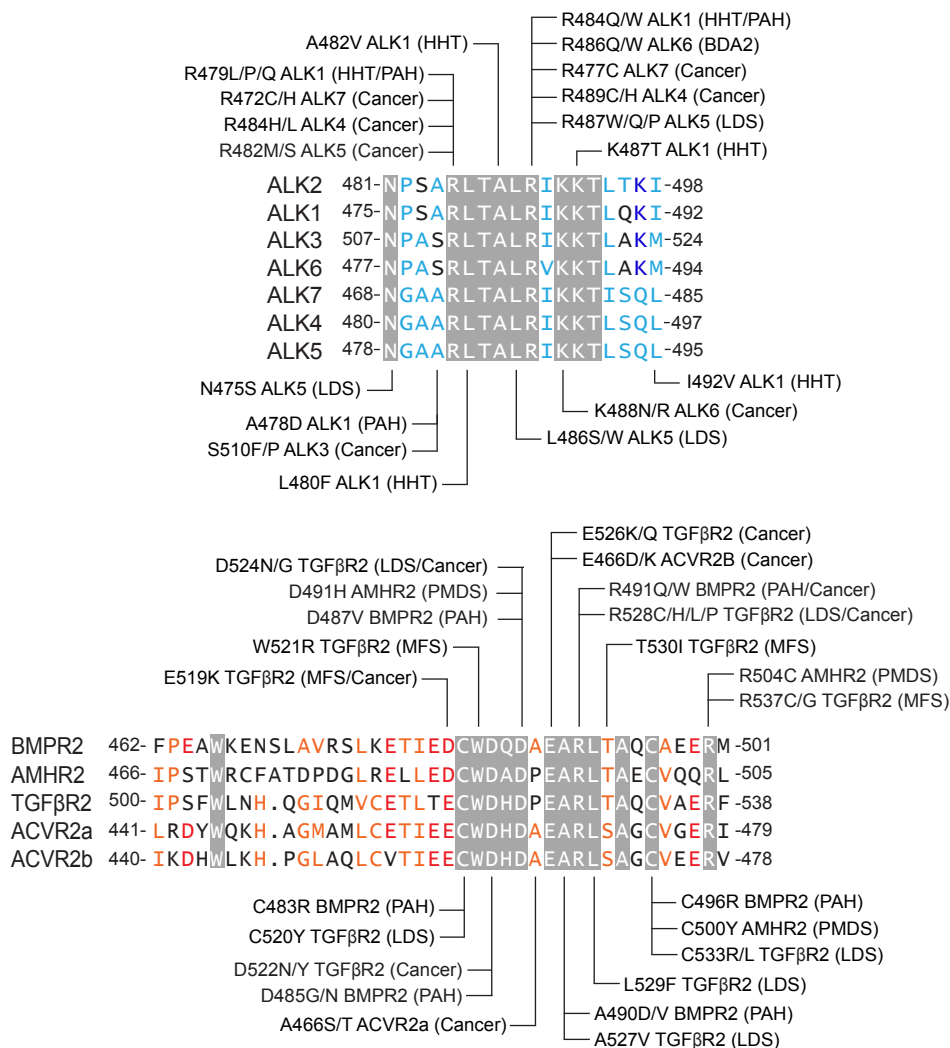 R484Q/W ALK1 (HHT/PAH)
A482V ALK1 (HHT)
R486Q/W ALK6 (BDA2)
R479L/P/Q ALK1 (HHT/PAH)
R477C ALK7 (Cancer)
R472C/H ALK7 (Cancer)
R489C/H ALK4 (Cancer)
R484H/L ALK4 (Cancer)
R487W/Q/P ALK5 (LDS)
R482M/S ALK5 (Cancer)
K487T ALK1 (HHT)
ALK2 481-NPSARLTALRIKKTLTKI-498
ALK1 475-NPSARLTALRIKKTLQKI-492
ALK3 507-NPASRLTALRIKKTLAKM-524
ALK6 477-NPASRLTALRVKKTLAKM-494
ALK7 468-NGAARLTALRIKKTISQL-485
ALK4 480-NGAARLTALRIKKTLSQL-497
ALK5 478-NGAARLTALRIKKTLSQL-495
N475S ALK5 (LDS)
I492V ALK1 (HHT)
A478D ALK1 (PAH)
K488N/R ALK6 (Cancer)
S510F/P ALK3 (Cancer)
L486S/W ALK5 (LDS)
L480F ALK1 (HHT)
E526K/Q TGFβR2 (Cancer)
D524N/G TGFβR2 (LDS/Cancer)
E466D/K ACVR2B (Cancer)
D491H AMHR2 (PMDS)
R491Q/W BMPR2 (PAH/Cancer)
D487V BMPR2 (PAH)
R528C/H/L/P TGFβR2 (LDS/Cancer)
W521R TGFβR2 (MFS)
T530I TGFβR2 (MFS)
E519K TGFβR2 (MFS/Cancer)
R504C AMHR2 (PMDS)
R537C/G TGFβR2 (MFS)
BMPR2 462- FPEAWKENSLAVRSLKETIEDCWDQDAEARLTAQCAEERM -501
AMHR2 466- IPSTWRCFATDPDGLRELLEDCWDADPEARLTAECVQQRL -505
TGFβR2 500- IPSFWLNH.QGIQMVCETLTECWDHDPEARLTAQCVAERF -538
ACVR2a 441- LRDYWQKH.AGMAMLCETIEECWDHDAEARLSAGCVGERI -479
ACVR2b 440- IKDHWLKH.PGLAQLCVTIEECWDHDAEARLSAGCVEERV -478
C483R BMPR2 (PAH)
C496R BMPR2 (PAH)
C520Y TGFβR2 (LDS)
C500Y AMHR2 (PMDS)
C533R/L TGFβR2 (LDS)
D522N/Y TGFβR2 (Cancer)
L529F TGFβR2 (LDS)
D485G/N BMPR2 (PAH)
A490D/V BMPR2 (PAH)
A466S/T ACVR2a (Cancer)
A527V TGFβR2 (LDS)